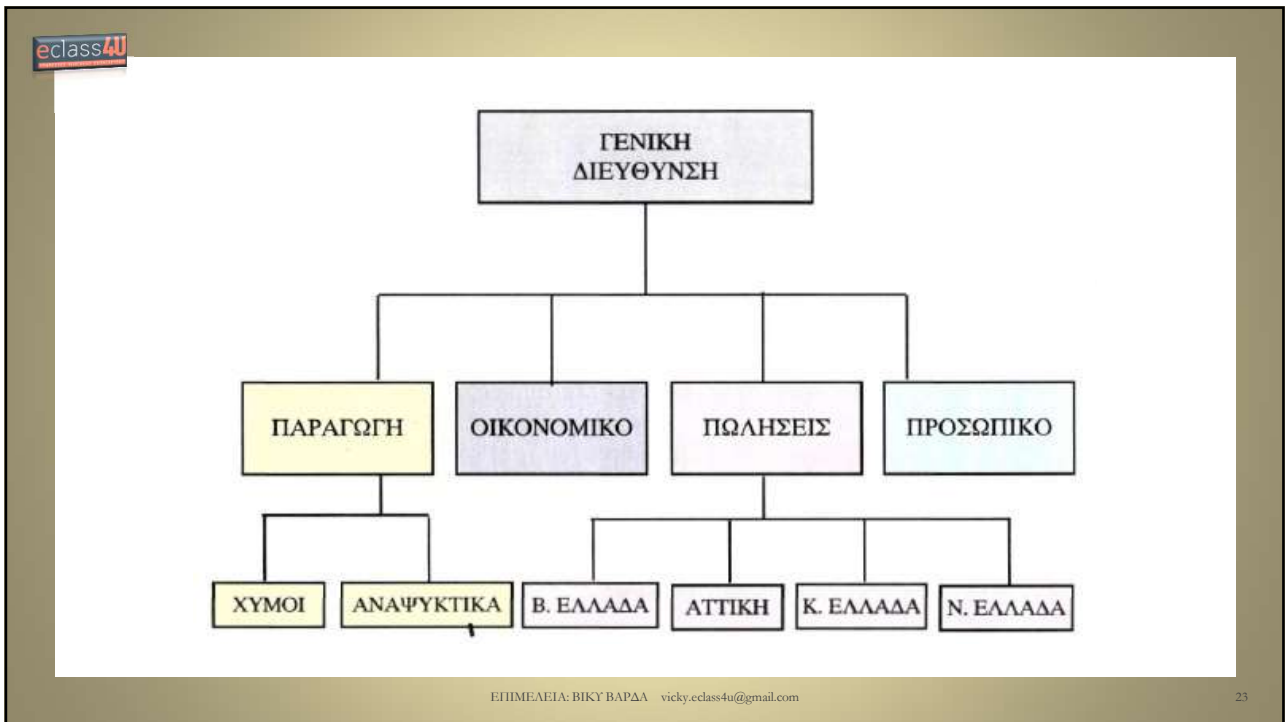 eclass4U
ΓΕΝΙΚΗ
ΔΙΕΥΘΥΝΣΗ
ΠΑΡΑΓΩΓΗ
ΟΙΚΟΝΟΜΙΚΟ
ΠΩΛΗΣΕΙΣ
ΠΡΟΣΩΠΙΚΟ
ΧΥΜΟΙ
ΑΝΑΨΥΚΤΙΚΑ
Β. ΕΛΛΑΔΑ
ΑΤΤΙΚΗ
Κ. ΕΛΛΑΔΑ
Ν. ΕΛΛΑΔΑ
ΕΠΙΜΕΛΕΙΑ: ΒΙΚΥ ΒΑΡΔΑ vicky.eclass4u@gmail.com
23